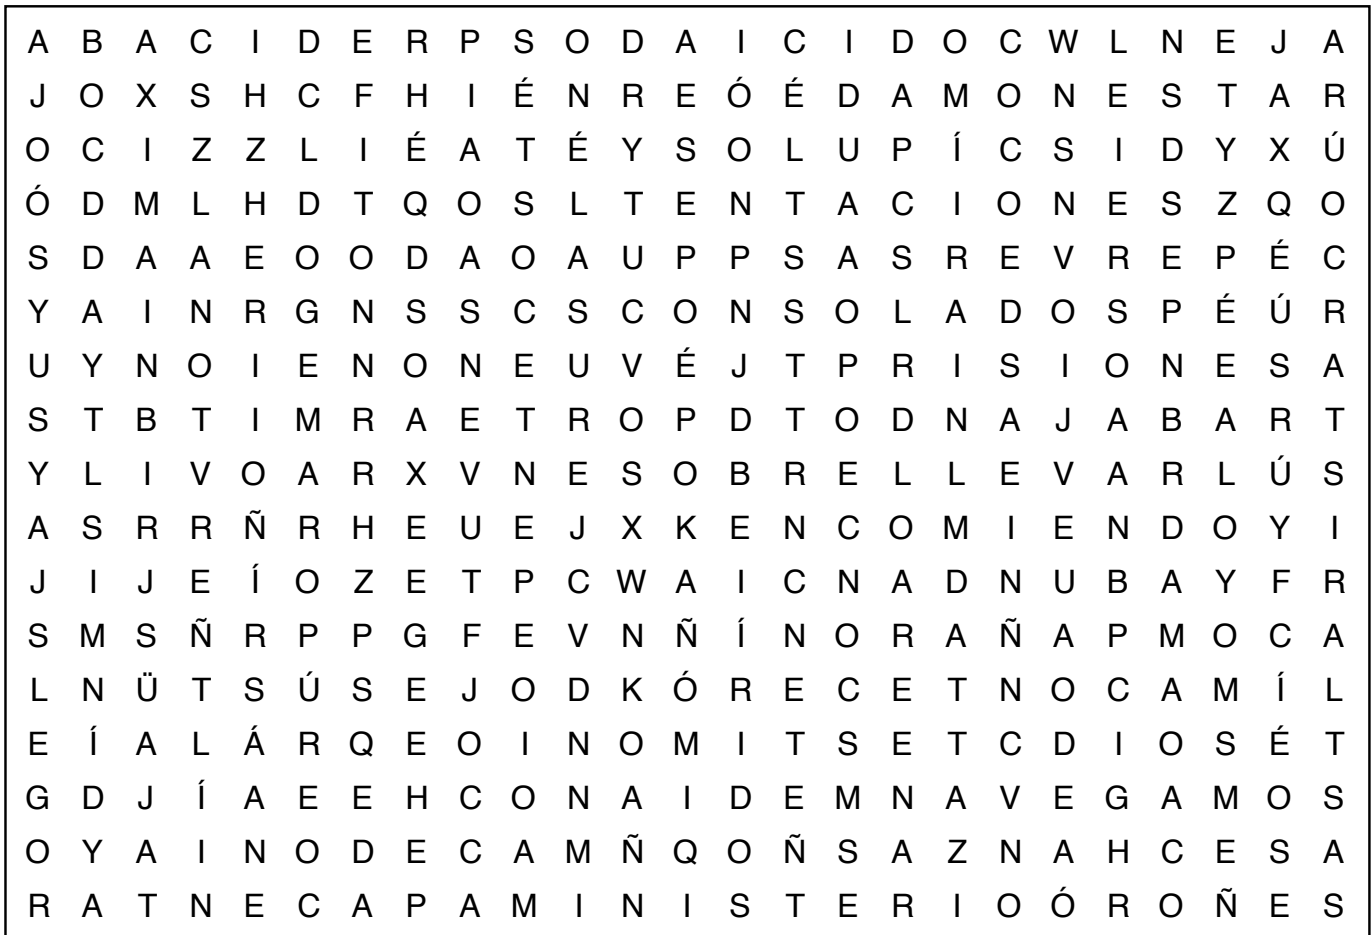 A B A C I D E R P S O D A I C I D O C W L N E J A
J O X S H C F H I É N R E Ó É D A M O N E S T A R
O C I Z Z L I É A T É Y S O L U P Í C S I D Y X Ú
Ó D M L H D T Q O S L T E N T A C I O N E S Z Q O
S D A A E O O D A O A U P P S A S R E V R E P É C
Y A I N R G N S S C S C O N S O L A D O S P É Ú R
U Y N O I E N O N E U V É J T P R I S I O N E S A
S T B T I M R A E T R O P D T O D N A J A B A R T
Y L I V O A R X V N E S O B R E L L E V A R L Ú S
A S R R Ñ R H E U E J X K E N C O M I E N D O Y I
J I J E Í O Z E T P C W A I C N A D N U B A Y F R
S M S Ñ R P P G F E V N Ñ Í N O R A Ñ A P M O C A
L N Ü T S Ú S E J O D K Ó R E C E T N O C A M Í L
E Í A L Á R Q E O I N O M I T S E T C D I O S É T
G D J Í A E E H C O N A I D E M N A V E G A M O S
O Y A I N O D E C A M Ñ Q O Ñ S A Z N A H C E S A
R A T N E C A P A M I N I S T E R I O Ó R O Ñ E S